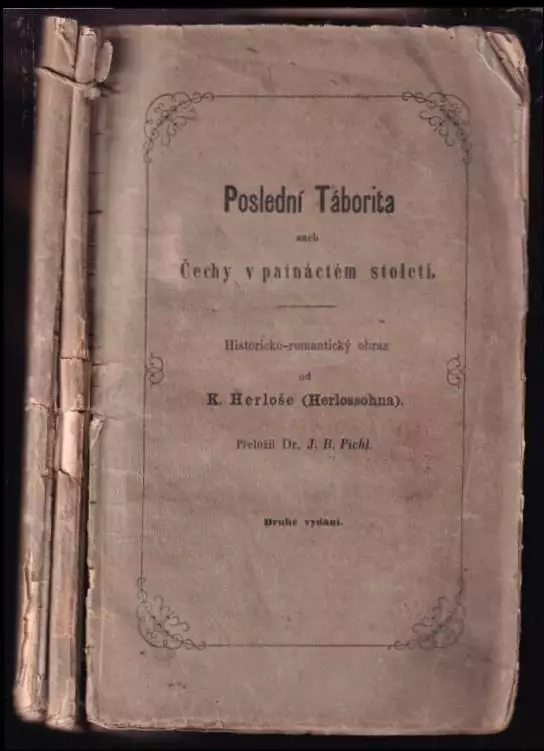 Poslední Táborita
aneb
Čechy v patnáctém století.
Historicko-romantický obraz
od
K. Herloše (Herlossohna).
Přeložil Dr. J. B. Pichl.
Druhé vydání.